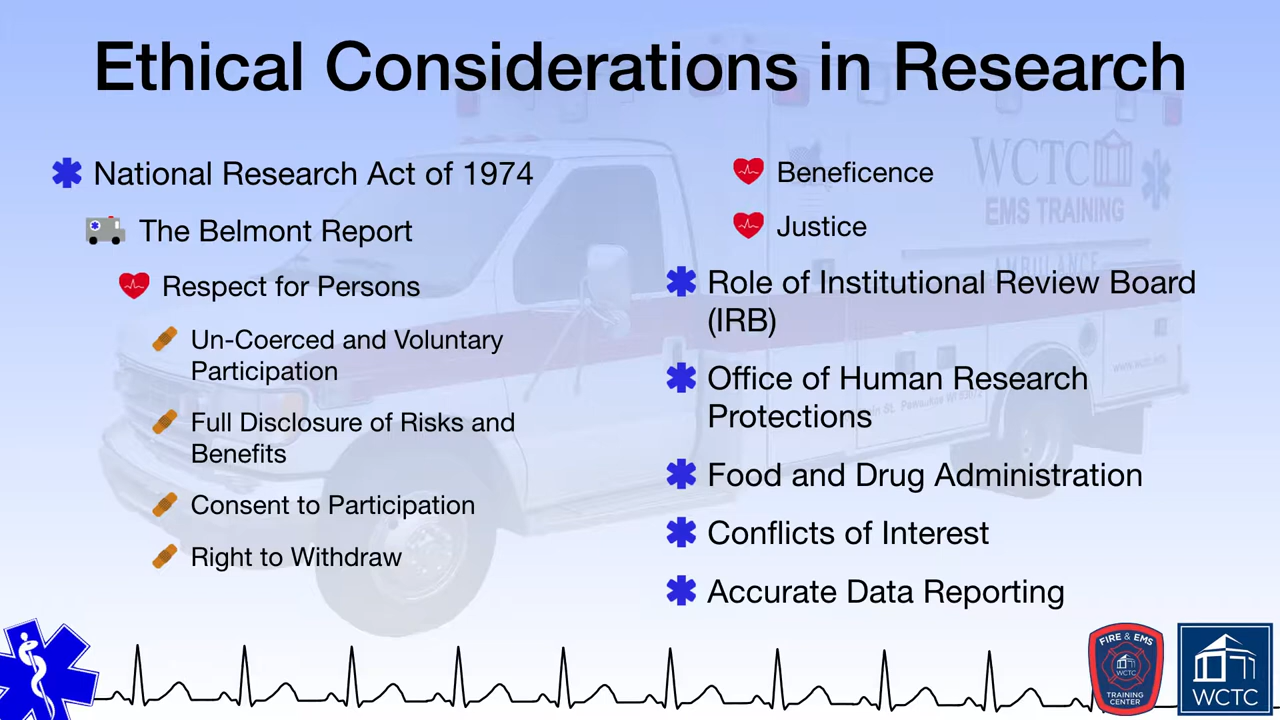 Ethical Considerations in Research
National Research Act of 1974
The Belmont Report
Respect for Persons
Un-Coerced and Voluntary
Participation
Full Disclosure of Risks and
Benefits
Consent to Participation
Right to Withdraw
Beneficence
Justice
Role of Institutional Review Board
(IRB)
Office of Human Research
Protections
Food and Drug Administration
Conflicts of Interest
Accurate Data Reporting
WCTC
EMS TRAINING
AMBULANCE
FIRE & EMS
WCTC
TRAINING
CENTER
WCTC